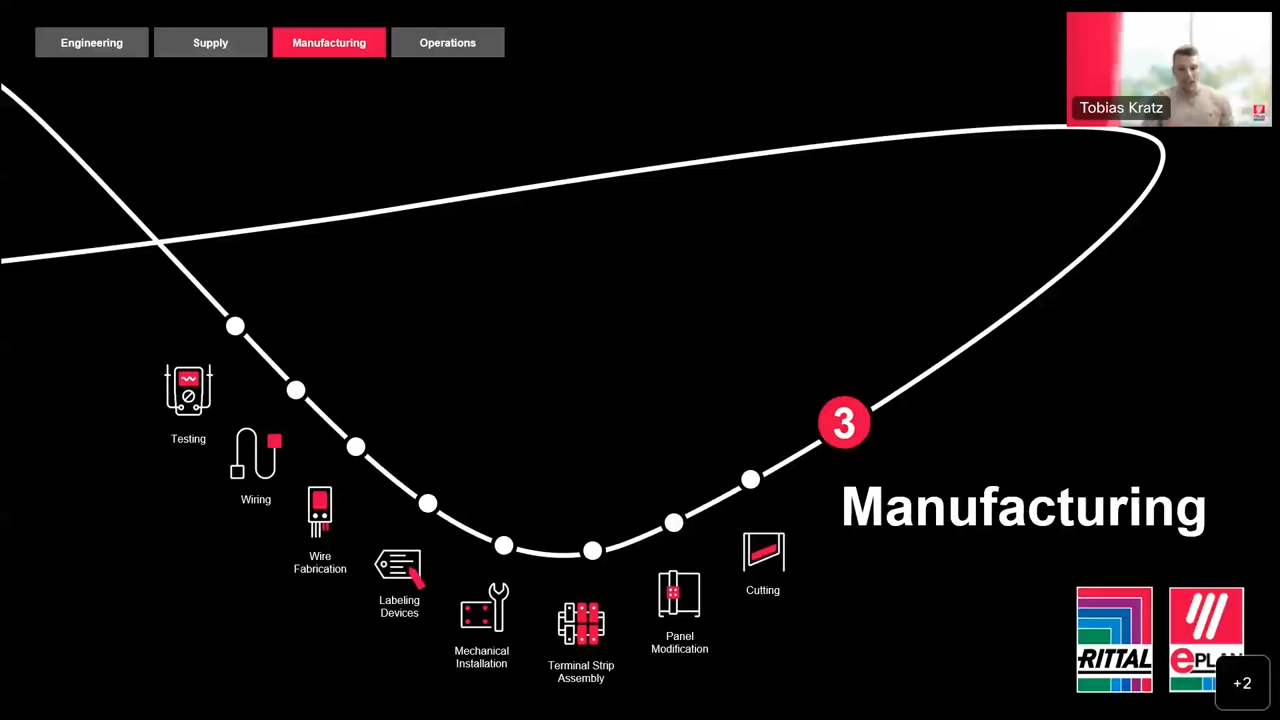 Engineering
Supply
Manufacturing
Operations
Tobias Kratz
3
Manufacturing
Testing
Wiring
Wire
Fabrication
Labeling
Devices
Mechanical
Installation
Terminal Strip
Assembly
Panel
Modification
Cutting
RITTAL
ePLAN
+2